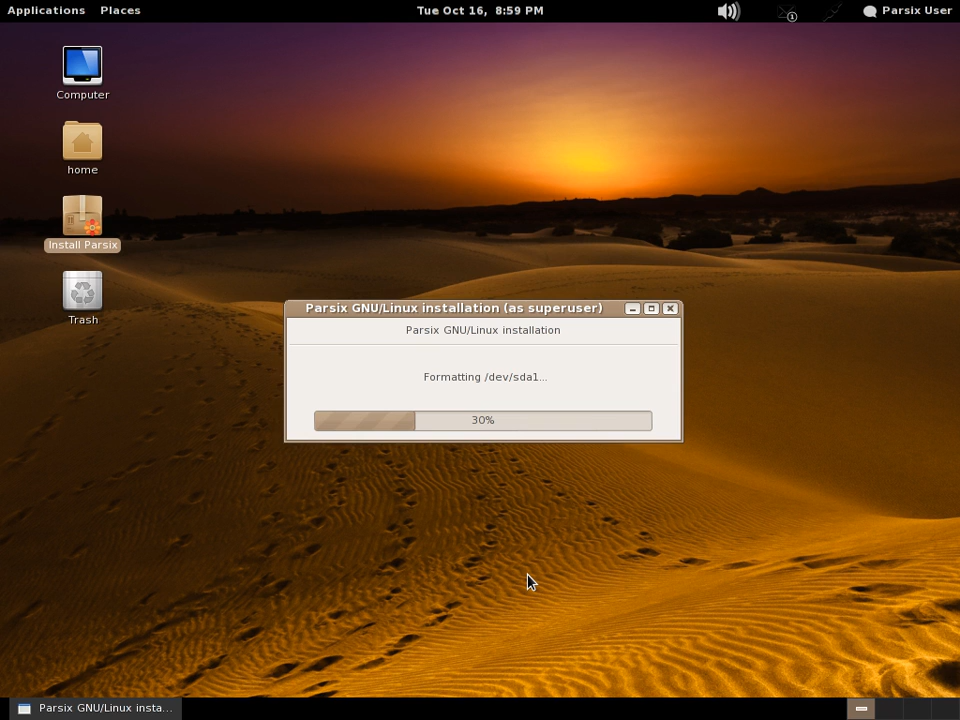 Applications Places Tue Oct 16, 8:59 PM 1 Parsix User
Computer
home
Install Parsix
Trash
Parsix GNU/Linux installation (as superuser)
Parsix GNU/Linux installation
Formatting /dev/sda1...
30%
Parsix GNU/Linux insta...